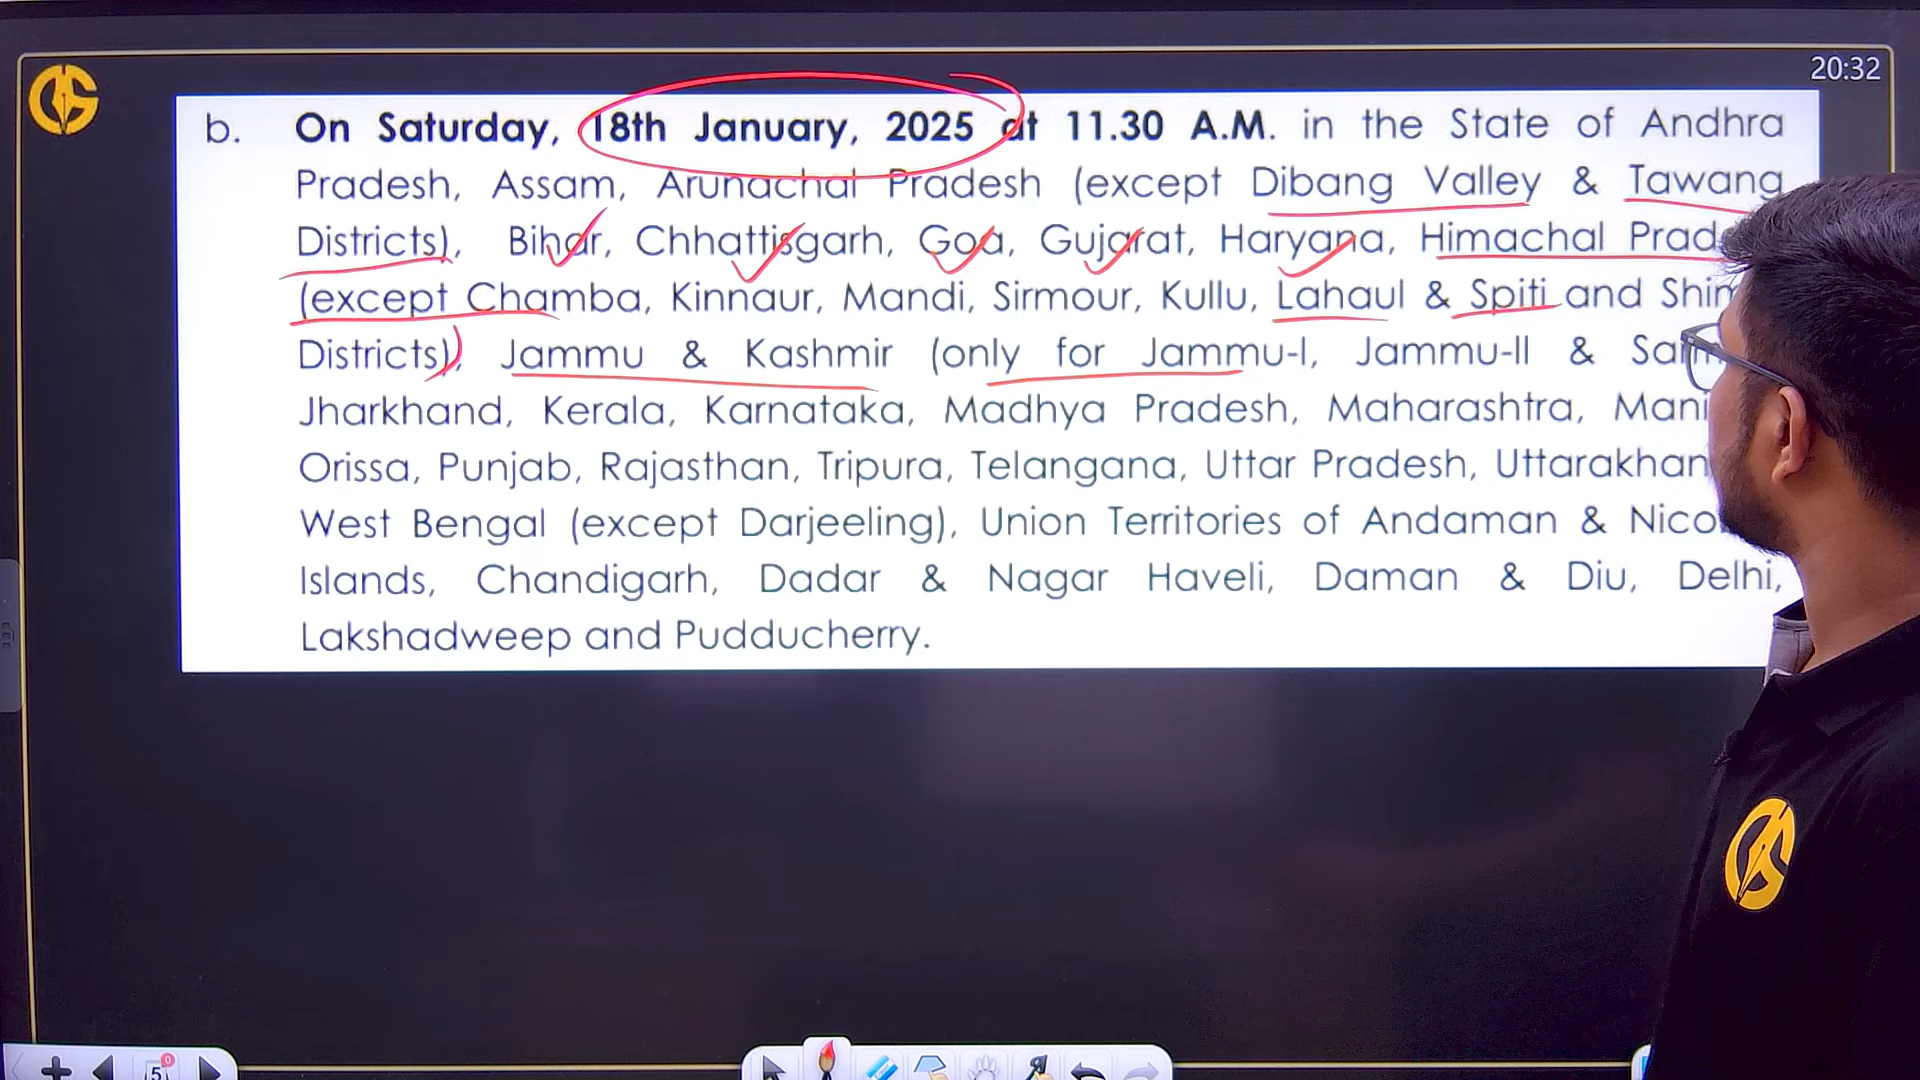 20:32
b. On Saturday, 18th January, 2025 at 11.30 A.M. in the State of Andhra
Pradesh, Assam, Arunachal Pradesh (except Dibang Valley & Tawang
Districts), Bihar, Chhattisgarh, Goa, Gujarat, Haryana, Himachal
(except Chamba, Kinnaur, Mandi, Sirmour, Kullu, Lahaul & Spiti and
Districts), Jammu & Kashmir (only for Jammu-I, Jammu-II &
Jharkhand, Kerala, Karnataka, Madhya Pradesh, Maharashtra,
Orissa, Punjab, Rajasthan, Tripura, Telangana, Uttar Pradesh,
West Bengal (except Darjeeling), Union Territories of Andaman &
Islands, Chandigarh, Dadar & Nagar Haveli, Daman & Diu, Delhi,
Lakshadweep and Pudducherry.
5
0